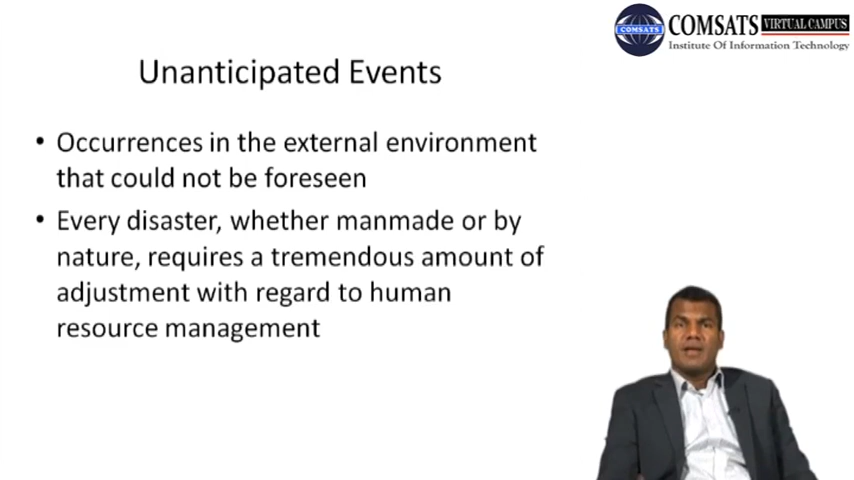 COMSATS VIRTUAL CAMPUS
COMSATS
Institute Of Information Technology
Unanticipated Events
• Occurrences in the external environment
that could not be foreseen
• Every disaster, whether manmade or by
nature, requires a tremendous amount of
adjustment with regard to human
resource management